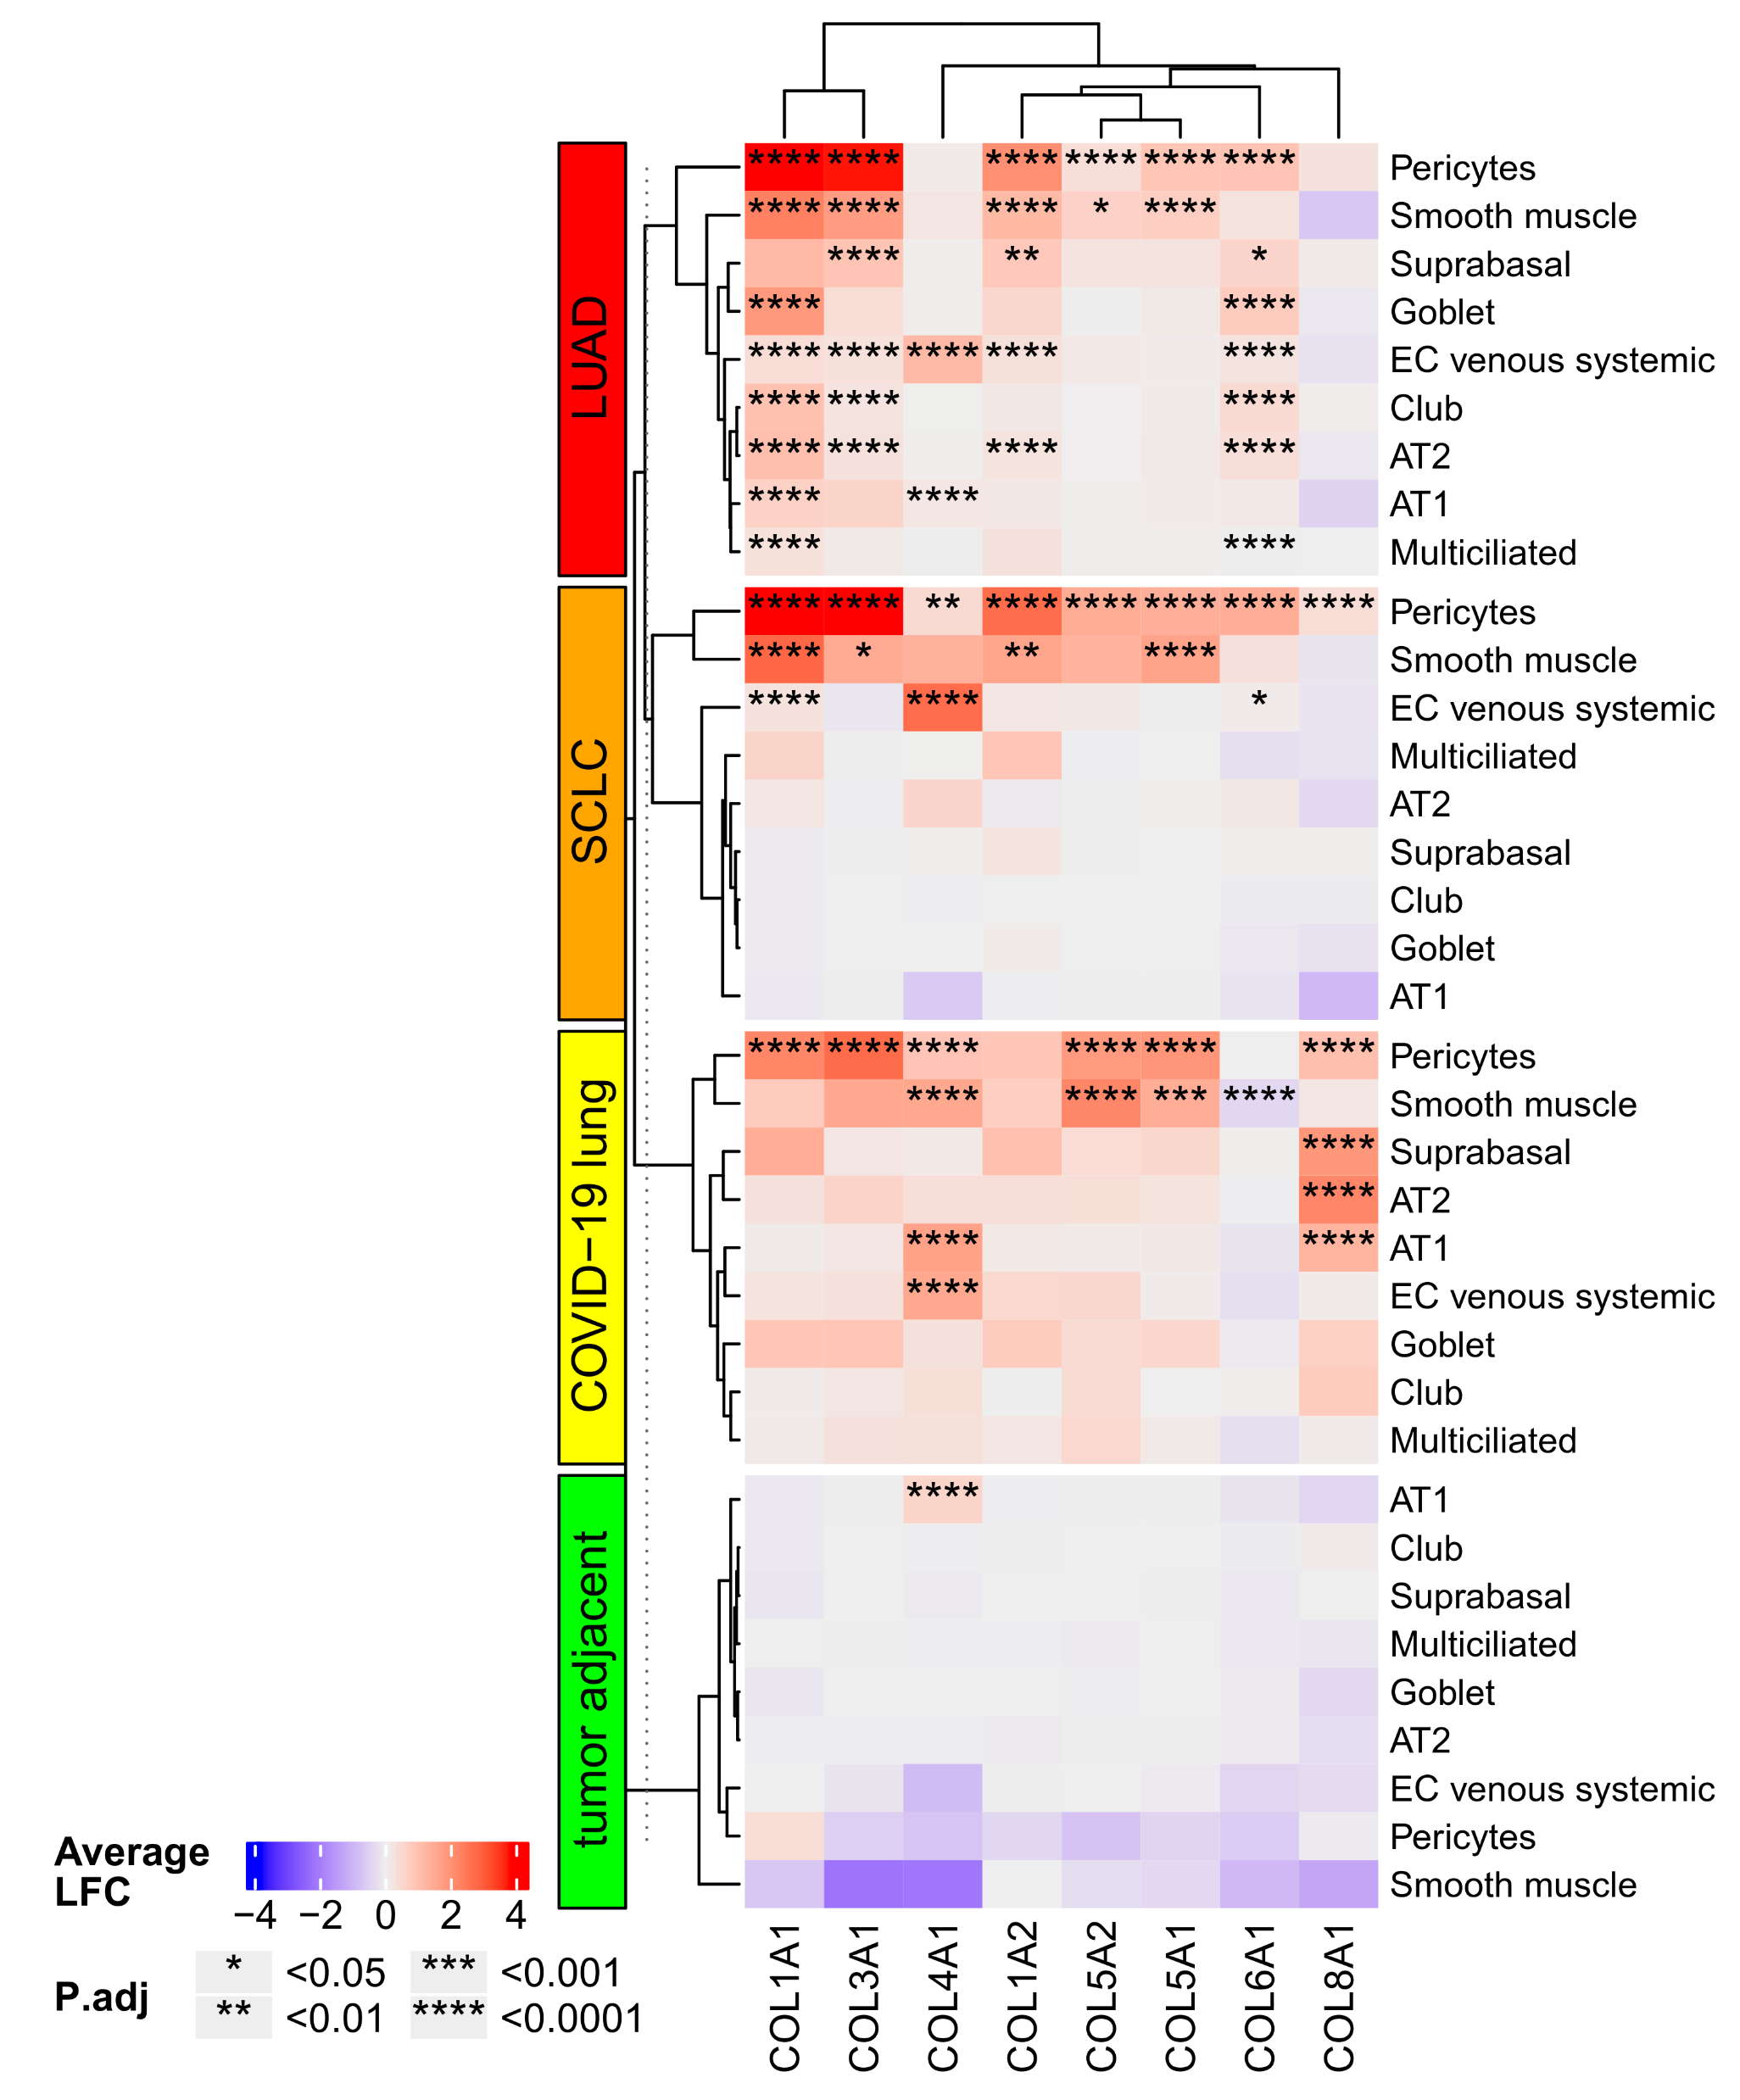 LUAD
**** **** **** **** **** **** Pericytes
**** **** **** * **** Smooth muscle
**** ** * Suprabasal
**** **** Goblet
**** **** **** **** **** EC venous systemic
**** **** **** Club
**** **** **** **** AT2
**** **** AT1
**** **** Multiciliated
SCLC
**** **** ** **** **** **** **** **** Pericytes
**** * ** **** Smooth muscle
**** **** * EC venous systemic
Multiciliated
AT2
Suprabasal
Club
Goblet
AT1
COVID−19 lung
**** **** **** **** **** **** Pericytes
**** **** *** **** Smooth muscle
**** Suprabasal
**** AT2
**** **** AT1
**** EC venous systemic
Goblet
Club
Multiciliated
tumor adjacent
**** AT1
Club
Suprabasal
Multiciliated
Goblet
AT2
EC venous systemic
Pericytes
Smooth muscle
COL1A1
COL3A1
COL4A1
COL1A2
COL5A2
COL5A1
COL6A1
COL8A1
Average
LFC
−4 −2 0 2 4
P.adj
* <0.05 *** <0.001
** <0.01 **** <0.0001